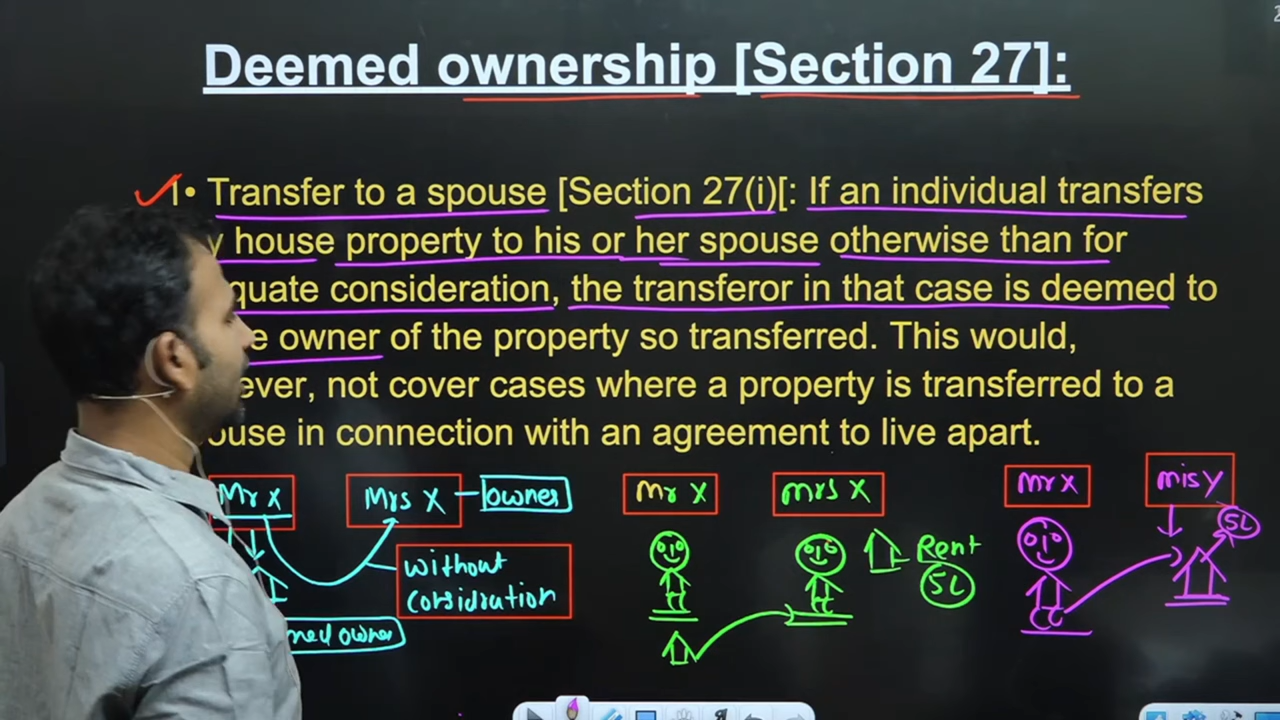 Deemed ownership [Section 27]:
1• Transfer to a spouse [Section 27(i)[: If an individual transfers
house property to his or her spouse otherwise than for
quate consideration, the transferor in that case is deemed to
e owner of the property so transferred. This would,
ever, not cover cases where a property is transferred to a
ouse in connection with an agreement to live apart.
Mr X Mrs X owner Mr X mrs X mr X mis y
5L
Rent
5L
without
considration
ned owner